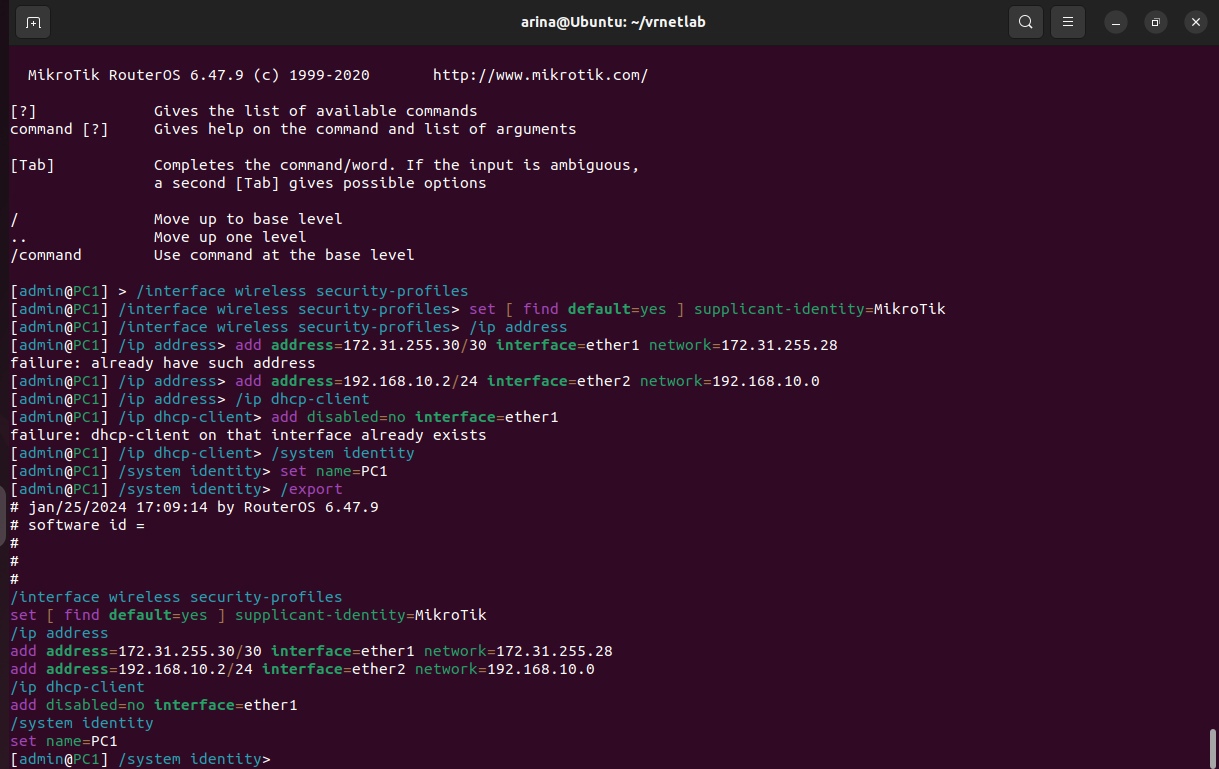 arina@Ubuntu: ~/vrnetlab
MikroTik RouterOS 6.47.9 (c) 1999-2020       http://www.mikrotik.com/
[?]             Gives the list of available commands
command [?]     Gives help on the command and list of arguments
[Tab]           Completes the command/word. If the input is ambiguous,
                a second [Tab] gives possible options
/               Move up to base level
..              Move up one level
/command        Use command at the base level
[admin@PC1] > /interface wireless security-profiles
[admin@PC1] /interface wireless security-profiles> set [ find default=yes ] supplicant-identity=MikroTik
[admin@PC1] /interface wireless security-profiles> /ip address
[admin@PC1] /ip address> add address=172.31.255.30/30 interface=ether1 network=172.31.255.28
failure: already have such address
[admin@PC1] /ip address> add address=192.168.10.2/24 interface=ether2 network=192.168.10.0
[admin@PC1] /ip address> /ip dhcp-client
[admin@PC1] /ip dhcp-client> add disabled=no interface=ether1
failure: dhcp-client on that interface already exists
[admin@PC1] /ip dhcp-client> /system identity
[admin@PC1] /system identity> set name=PC1
[admin@PC1] /system identity> /export
# jan/25/2024 17:09:14 by RouterOS 6.47.9
# software id =
#
#
#
/interface wireless security-profiles
set [ find default=yes ] supplicant-identity=MikroTik
/ip address
add address=172.31.255.30/30 interface=ether1 network=172.31.255.28
add address=192.168.10.2/24 interface=ether2 network=192.168.10.0
/ip dhcp-client
add disabled=no interface=ether1
/system identity
set name=PC1
[admin@PC1] /system identity>